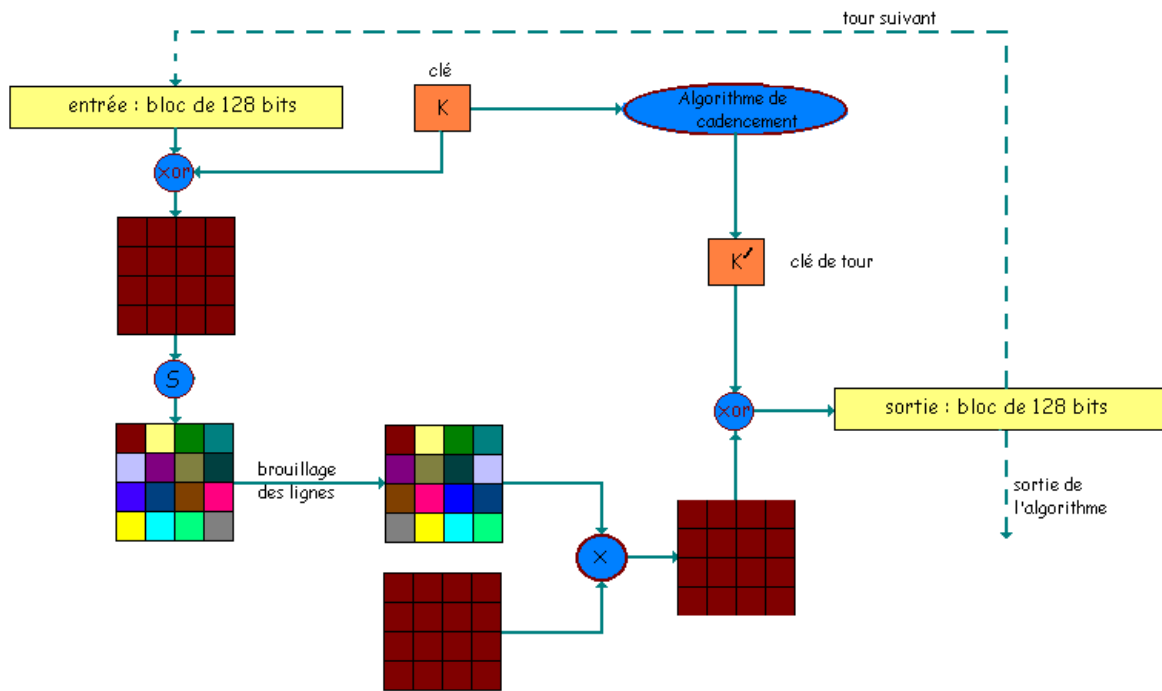 tour suivant
clé
entrée : bloc de 128 bits
K
Algorithme de
cadencement
xor
K'
clé de tour
S
xor
sortie : bloc de 128 bits
brouillage
des lignes
sortie de
l'algorithme
X